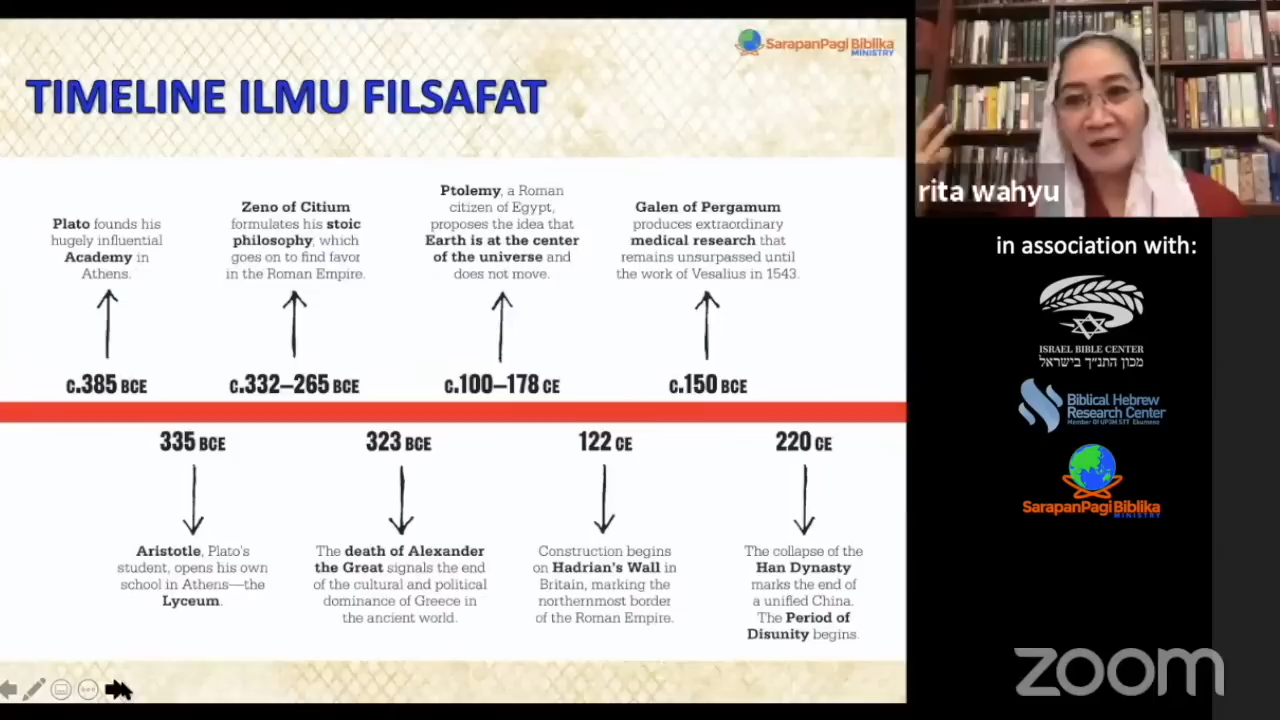 SarapanPagi Biblika
MINISTRY
TIMELINE ILMU FILSAFAT
Plato founds his
hugely influential
Academy in
Athens.
Zeno of Citium
formulates his stoic
philosophy, which
goes on to find favor
in the Roman Empire.
Ptolemy, a Roman
citizen of Egypt,
proposes the idea that
Earth is at the center
of the universe and
does not move.
Galen of Pergamum
produces extraordinary
medical research that
remains unsurpassed until
the work of Vesalius in 1543.
c.385 BCE
c.332–265 BCE
c.100–178 CE
c.150 BCE
335 BCE
323 BCE
122 CE
220 CE
Aristotle, Plato's
student, opens his own
school in Athens—the
Lyceum.
The death of Alexander
the Great signals the end
of the cultural and political
dominance of Greece in
the ancient world.
Construction begins
on Hadrian's Wall in
Britain, marking the
northernmost border
of the Roman Empire.
The collapse of the
Han Dynasty
marks the end of
a unified China.
The Period of
Disunity begins.
rita wahyu
in association with:
ISRAEL BIBLE CENTER
מכון התנ״ך בישראל
Biblical Hebrew
Research Center
Member Of UP3M STT Ekumene
SarapanPagi Biblika
MINISTRY
zoom